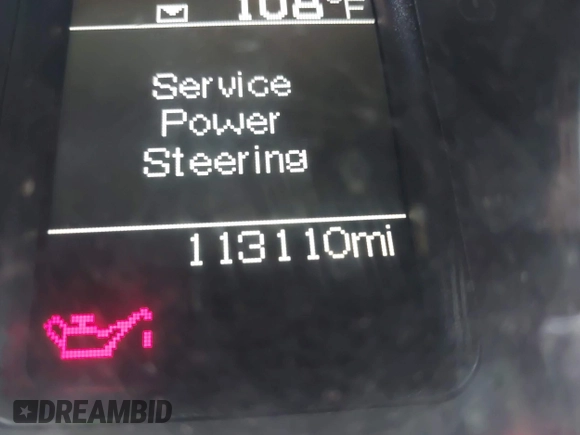 108°F
Service
Power
Steering
113110mi
DREAMBID